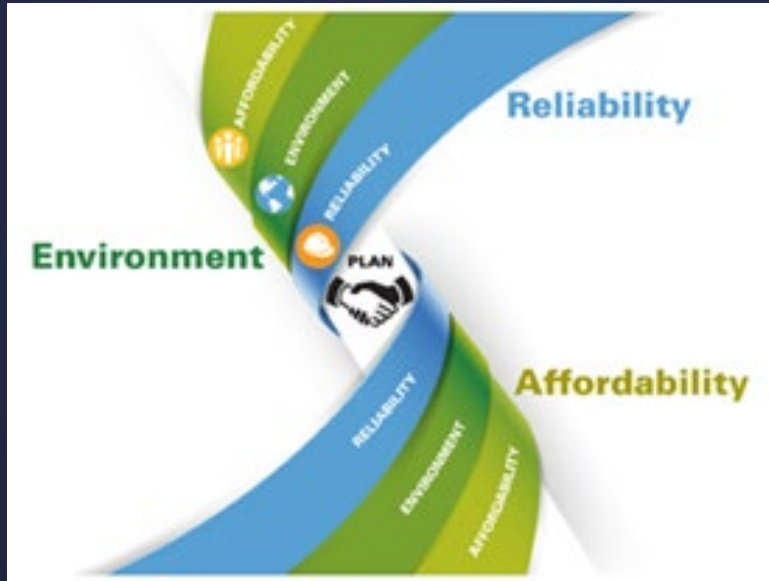 AFFORDABILITY
ENVIRONMENT
RELIABILITY
Reliability
Environment
PLAN
Affordability
RELIABILITY
ENVIRONMENT
AFFORDABILITY